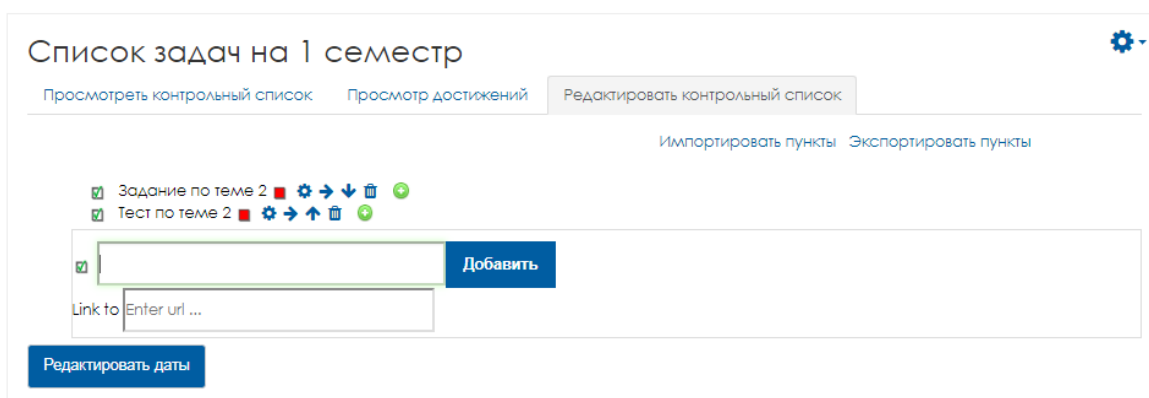 Список задач на 1 семестр
Просмотреть контрольный список Просмотр достижений Редактировать контрольный список
Импортировать пункты Экспортировать пункты
Задание по теме 2
Тест по теме 2
Добавить
Link to Enter url ...
Редактировать даты